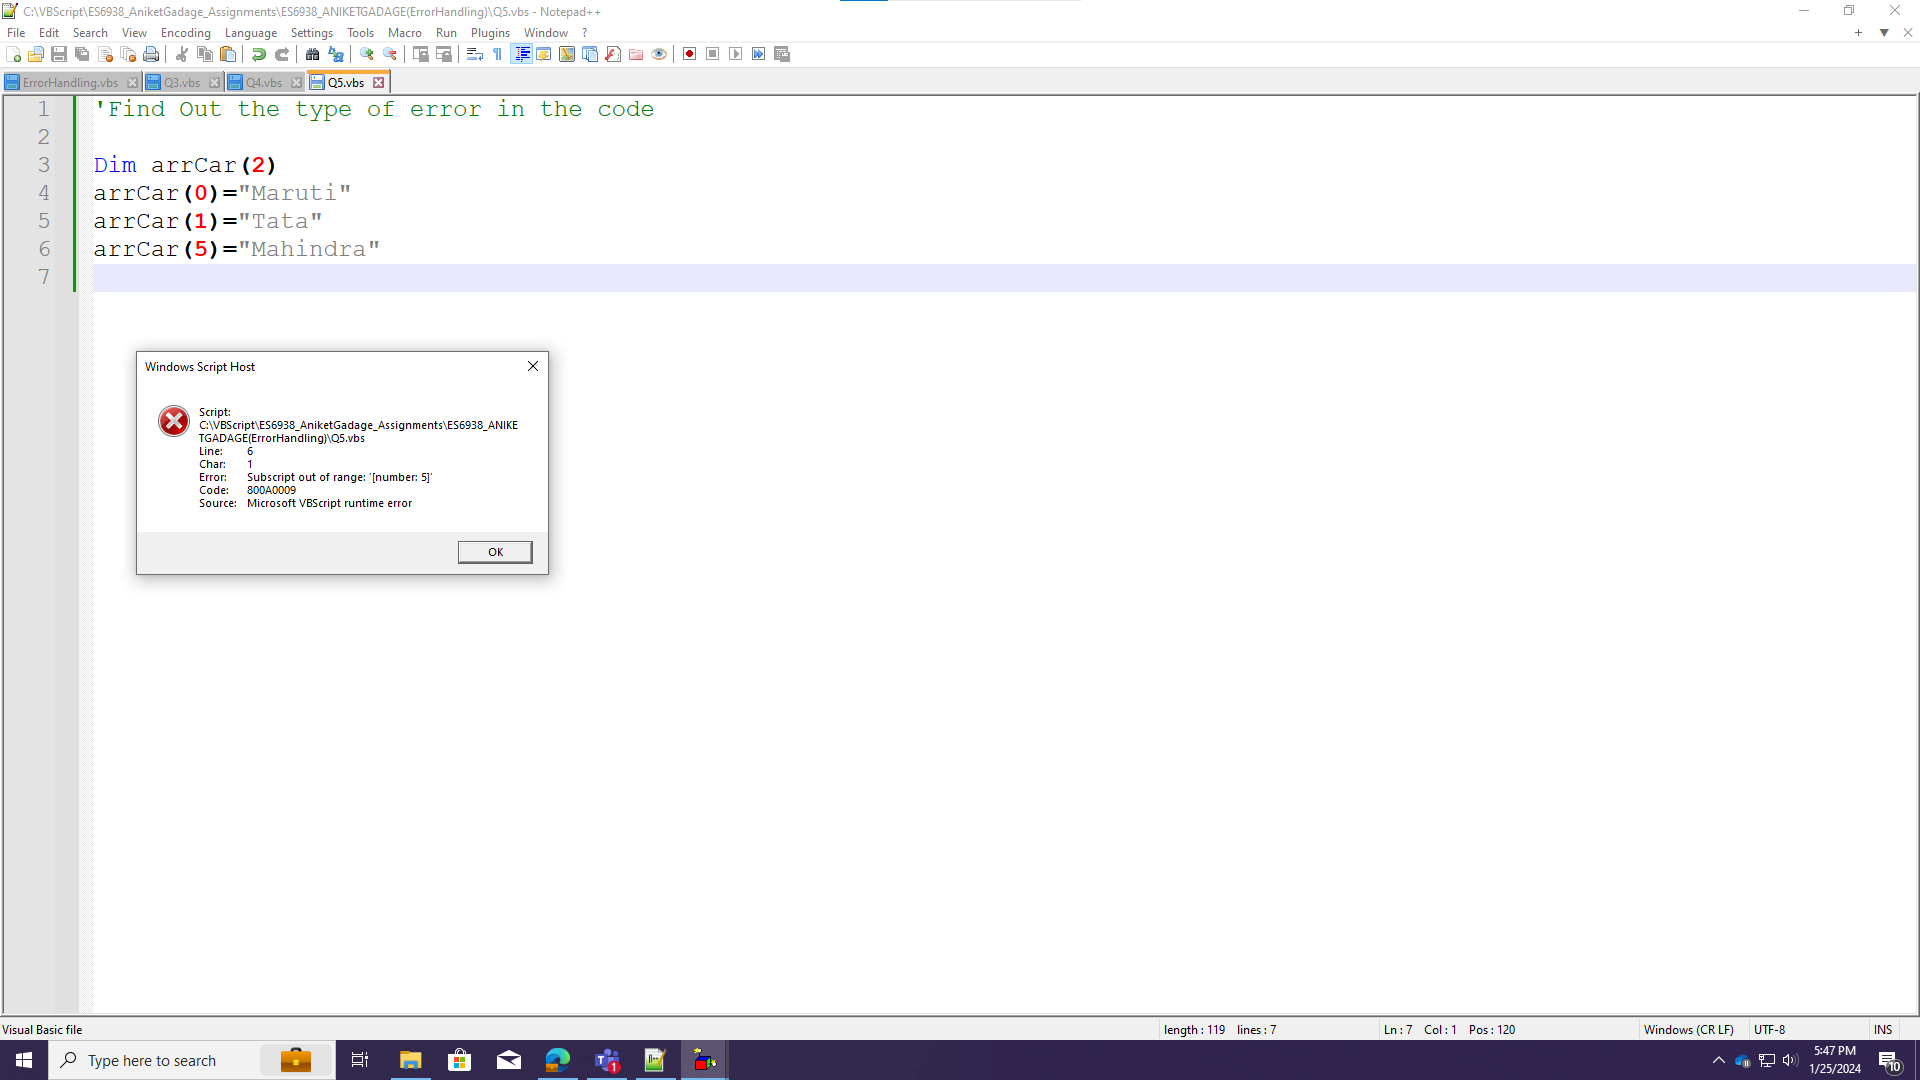 C:\VBScript\ES6938_AniketGadage_Assignments\ES6938_ANIKETGADAGE(ErrorHandling)\Q5.vbs - Notepad++
File Edit Search View Encoding Language Settings Tools Macro Run Plugins Window ?
ErrorHandling.vbs Q3.vbs Q4.vbs Q5.vbs
1 'Find Out the type of error in the code
2
3 Dim arrCar(2)
4 arrCar(0)="Maruti"
5 arrCar(1)="Tata"
6 arrCar(5)="Mahindra"
7
Windows Script Host
Script:
C:\VBScript\ES6938_AniketGadage_Assignments\ES6938_ANIKE
TGADAGE(ErrorHandling)\Q5.vbs
Line: 6
Char: 1
Error: Subscript out of range: '[number: 5]'
Code: 800A0009
Source: Microsoft VBScript runtime error
OK
Visual Basic file length : 119 lines : 7 Ln : 7 Col : 1 Pos : 120 Windows (CR LF) UTF-8 INS
Type here to search 1 5:47 PM
1/25/2024 10